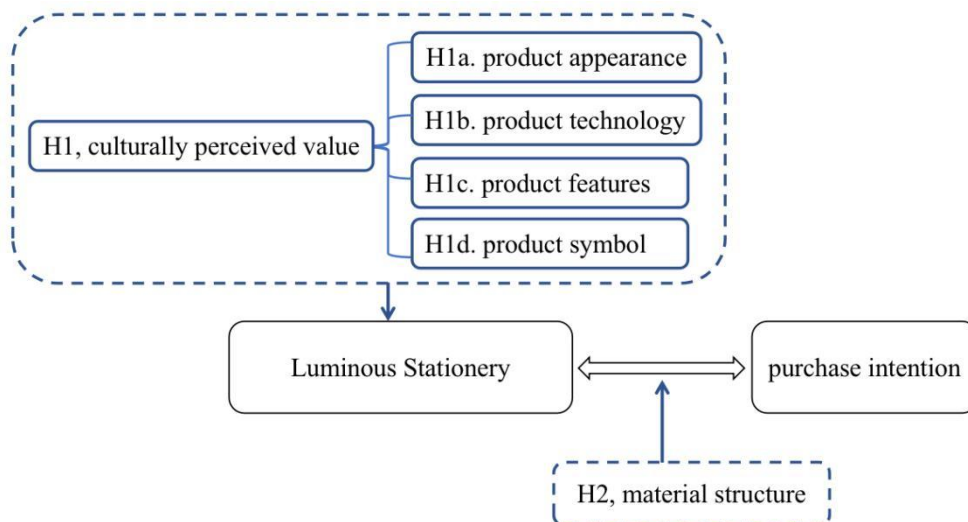 H1a. product appearance
H1b. product technology
H1, culturally perceived value
H1c. product features
H1d. product symbol
Luminous Stationery
purchase intention
H2, material structure